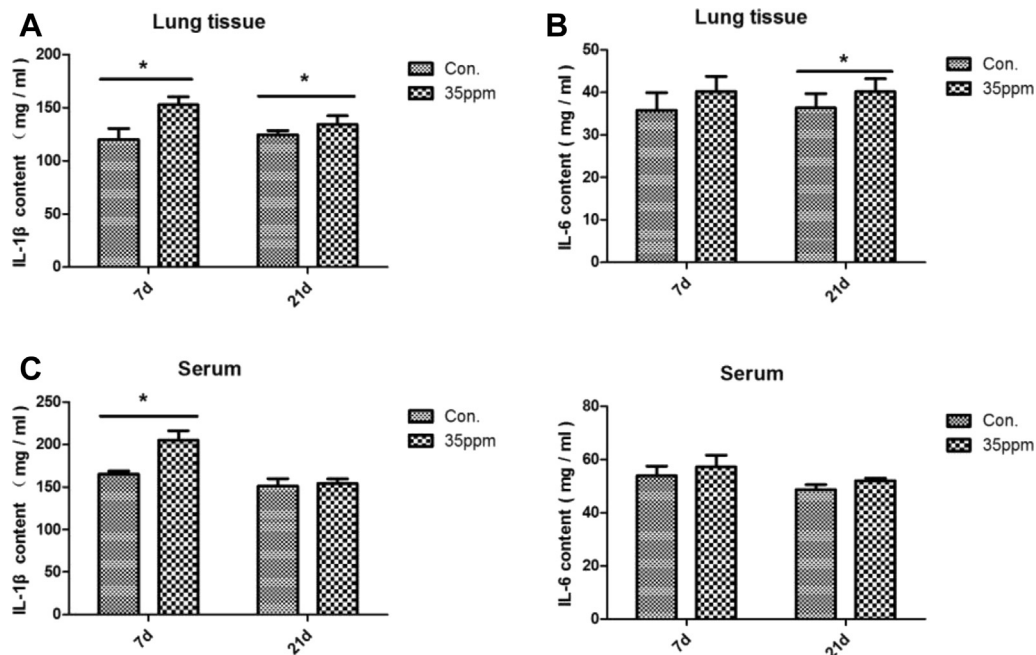 A
Lung tissue
IL-1β content （ mg / ml )
200
150
100
50
0
*
*
7d
21d
Con.
35ppm
B
Lung tissue
IL-6 content ( mg / ml )
50
40
30
20
10
0
*
7d
21d
Con.
35ppm
C
Serum
IL-1β content （ mg / ml )
250
200
150
100
50
0
*
7d
21d
Con.
35ppm
Serum
IL-6 content ( mg / ml )
80
60
40
20
0
7d
21d
Con.
35ppm